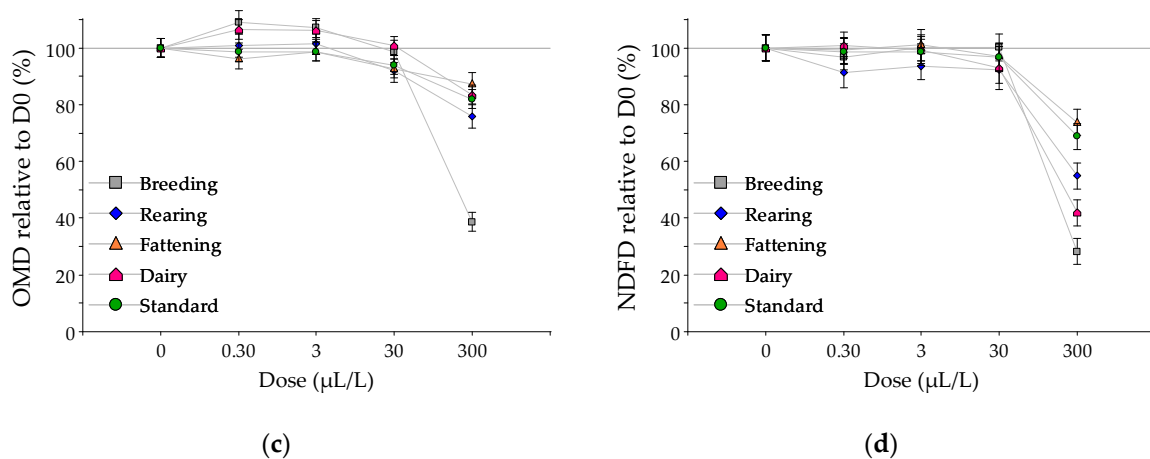 OMD relative to D0 (%)
100
80
60
40
20
0
Breeding
Rearing
Fattening
Dairy
Standard
0 0.30 3 30 300
Dose (µL/L)
(c)
NDFD relative to D0 (%)
100
80
60
40
20
0
Breeding
Rearing
Fattening
Dairy
Standard
0 0.30 3 30 300
Dose (µL/L)
(d)